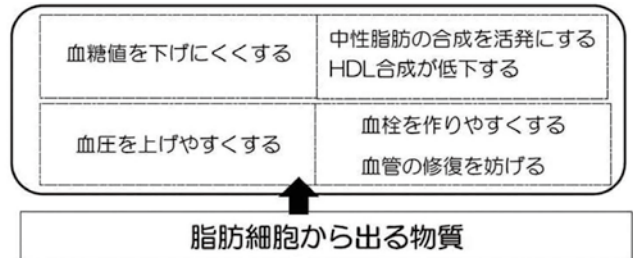 血糖値を下げにくくする
中性脂肪の合成を活発にする
HDL合成が低下する
血圧を上げやすくする
血栓を作りやすくする
血管の修復を妨げる
脂肪細胞から出る物質